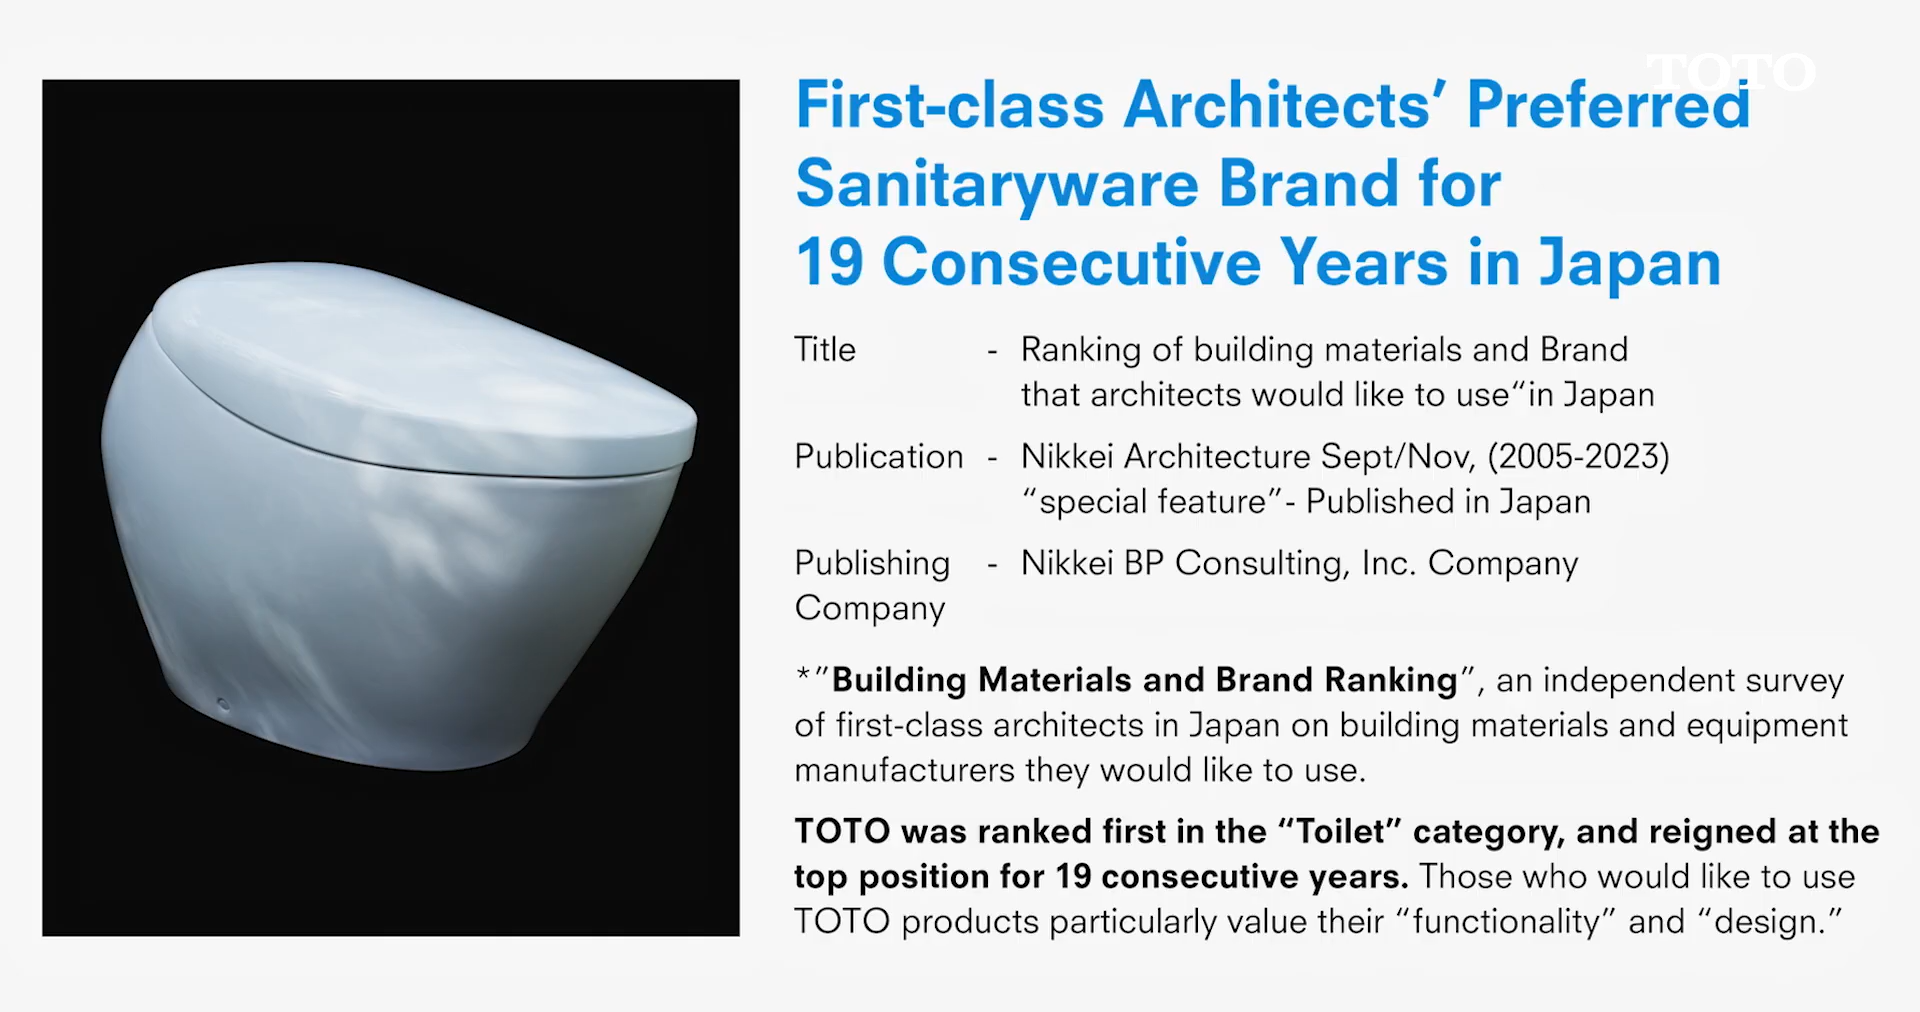 TOTO
First-class Architects’ Preferred
Sanitaryware Brand for
19 Consecutive Years in Japan
Title - Ranking of building materials and Brand
that architects would like to use“in Japan
Publication - Nikkei Architecture Sept/Nov, (2005-2023)
“special feature”- Published in Japan
Publishing - Nikkei BP Consulting, Inc. Company
Company
*”Building Materials and Brand Ranking”, an independent survey
of first-class architects in Japan on building materials and equipment
manufacturers they would like to use.
TOTO was ranked first in the “Toilet” category, and reigned at the
top position for 19 consecutive years. Those who would like to use
TOTO products particularly value their “functionality” and “design.”